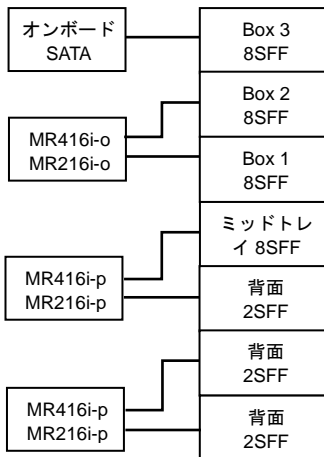 オンボード
SATA
Box 3
8SFF
Box 2
8SFF
MR416i-o
MR216i-o
Box 1
8SFF
ミッドトレ
イ 8SFF
MR416i-p
MR216i-p
背面
2SFF
背面
2SFF
MR416i-p
MR216i-p
背面
2SFF